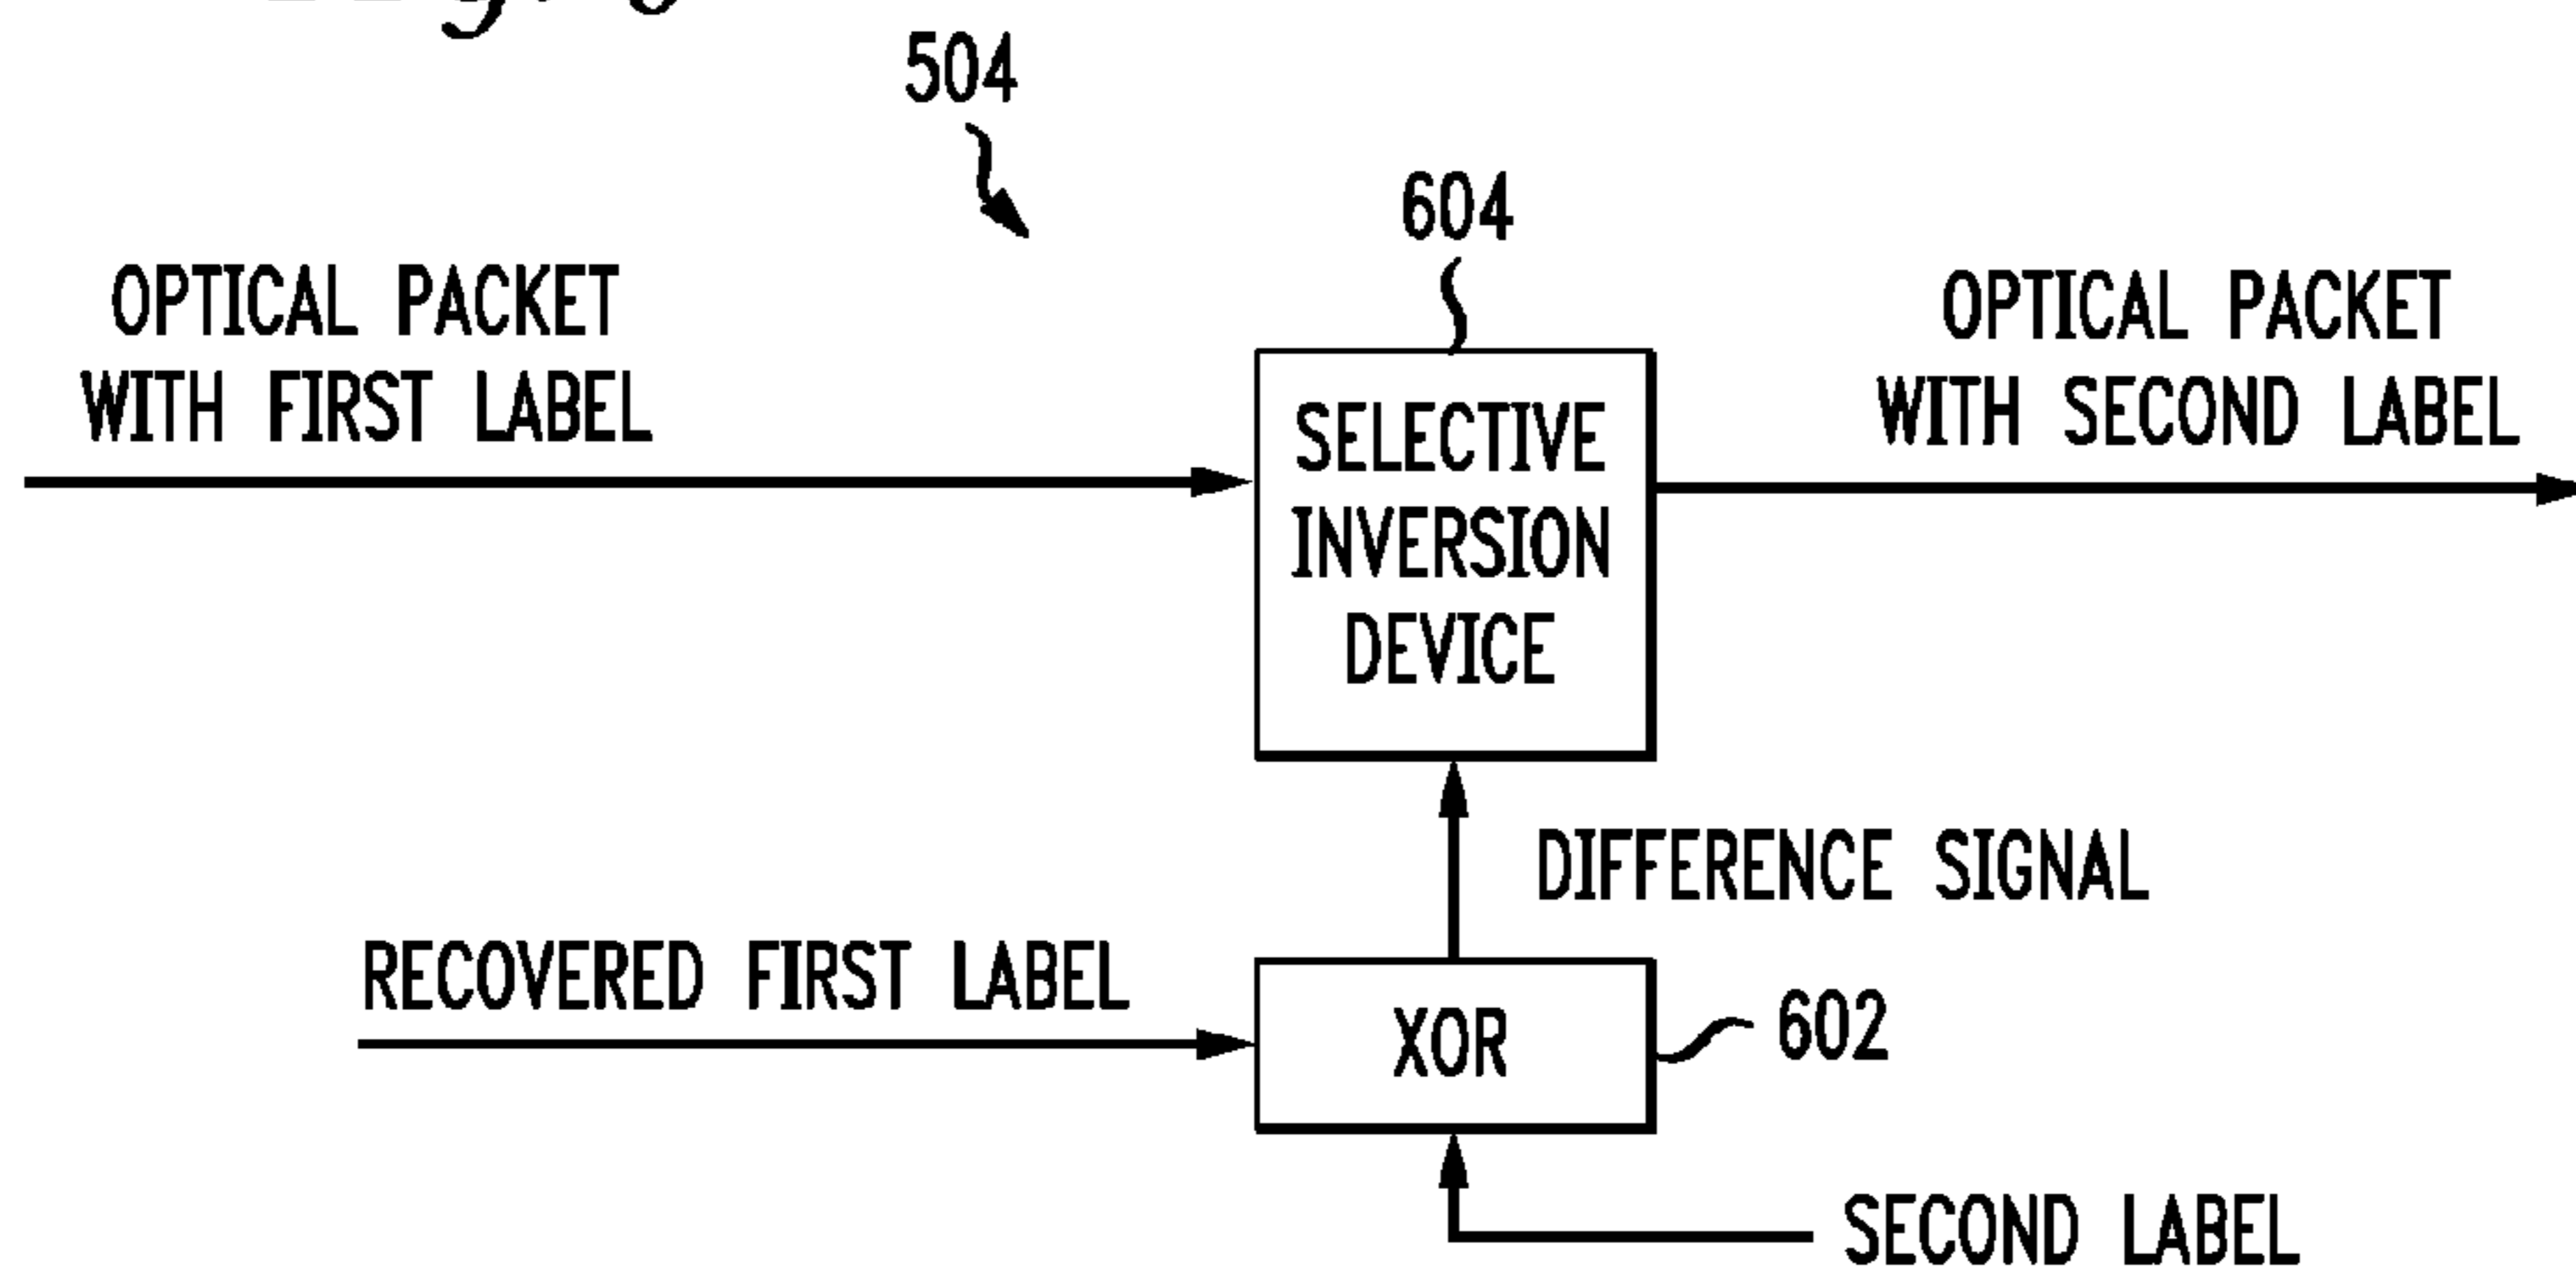 504
604
OPTICAL PACKET
WITH FIRST LABEL
OPTICAL PACKET
WITH SECOND LABEL
SELECTIVE
INVERSION
DEVICE
DIFFERENCE SIGNAL
RECOVERED FIRST LABEL
XOR
602
SECOND LABEL